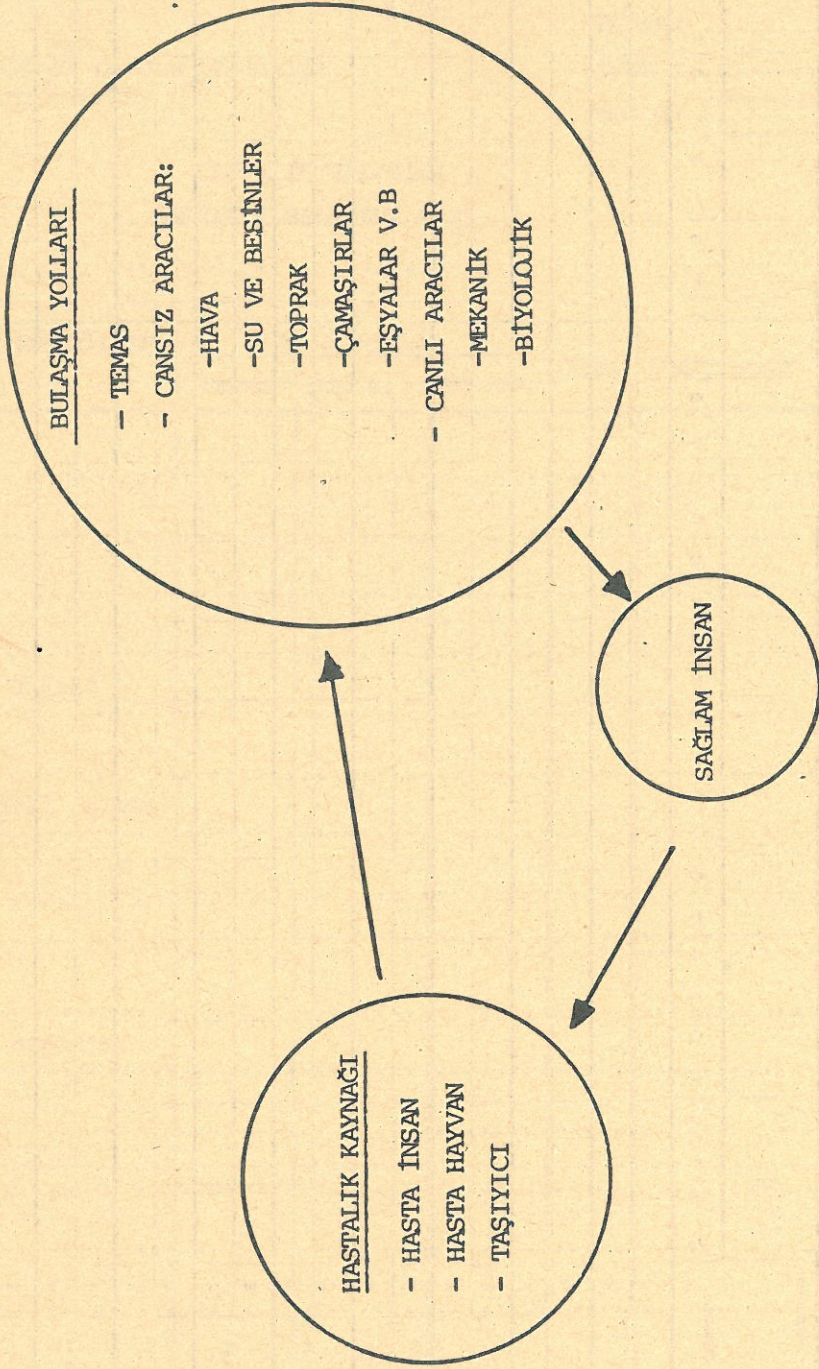 HASTALIK KAYNAĞI
- HASTA İNSAN
- HASTA HAYVAN
- TAŞIYICI
BULAŞMA YOLLARI
- TEMAS
- CANSIZ ARACILAR:
-HAVA
-SU VE BESİNLER
-TOPRAK
-ÇAMAŞIRLAR
-EŞYALAR V.B
- CANLI ARACILAR
-MEKANİK
-BİYOLOJİK
SAĞLAM İNSAN